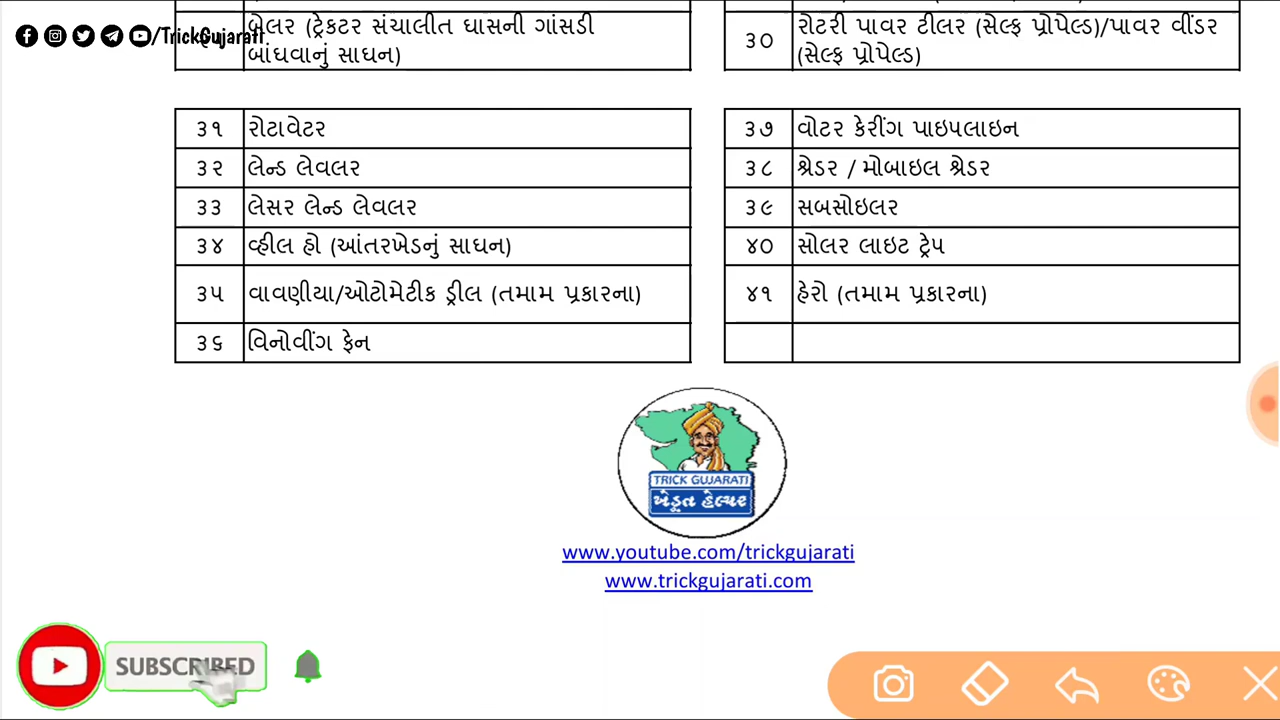 /TrickGujarati
બેલર (ટ્રેકટર સંચાલીત ઘાસની ગાંસડી
બાંધવાનું સાધન)
૩૦ રોટરી પાવર ટીલર (સેલ્ફ પ્રોપેલ્ડ)/પાવર વીંડર
(સેલ્ફ પ્રોપેલ્ડ)
૩૧ રોટાવેટર
૩૨ લેન્ડ લેવલર
૩૩ લેસર લેન્ડ લેવલર
૩૪ વ્હીલ હો (આંતરખેડનું સાધન)
૩૫ વાવણીયા/ઓટોમેટીક ડ્રીલ (તમામ પ્રકારના)
૩૬ વિનોવીંગ ફેન
૩૭ વોટર કેરીંગ પાઇપલાઇન
૩૮ શ્રેડર / મોબાઇલ શ્રેડર
૩૯ સબસોઇલર
૪૦ સોલર લાઇટ ટ્રેપ
૪૧ હેરો (તમામ પ્રકારના)
TRICK GUJARATI
ખેડૂત હેલ્પર
www.youtube.com/trickgujarati
www.trickgujarati.com
SUBSCRIBED